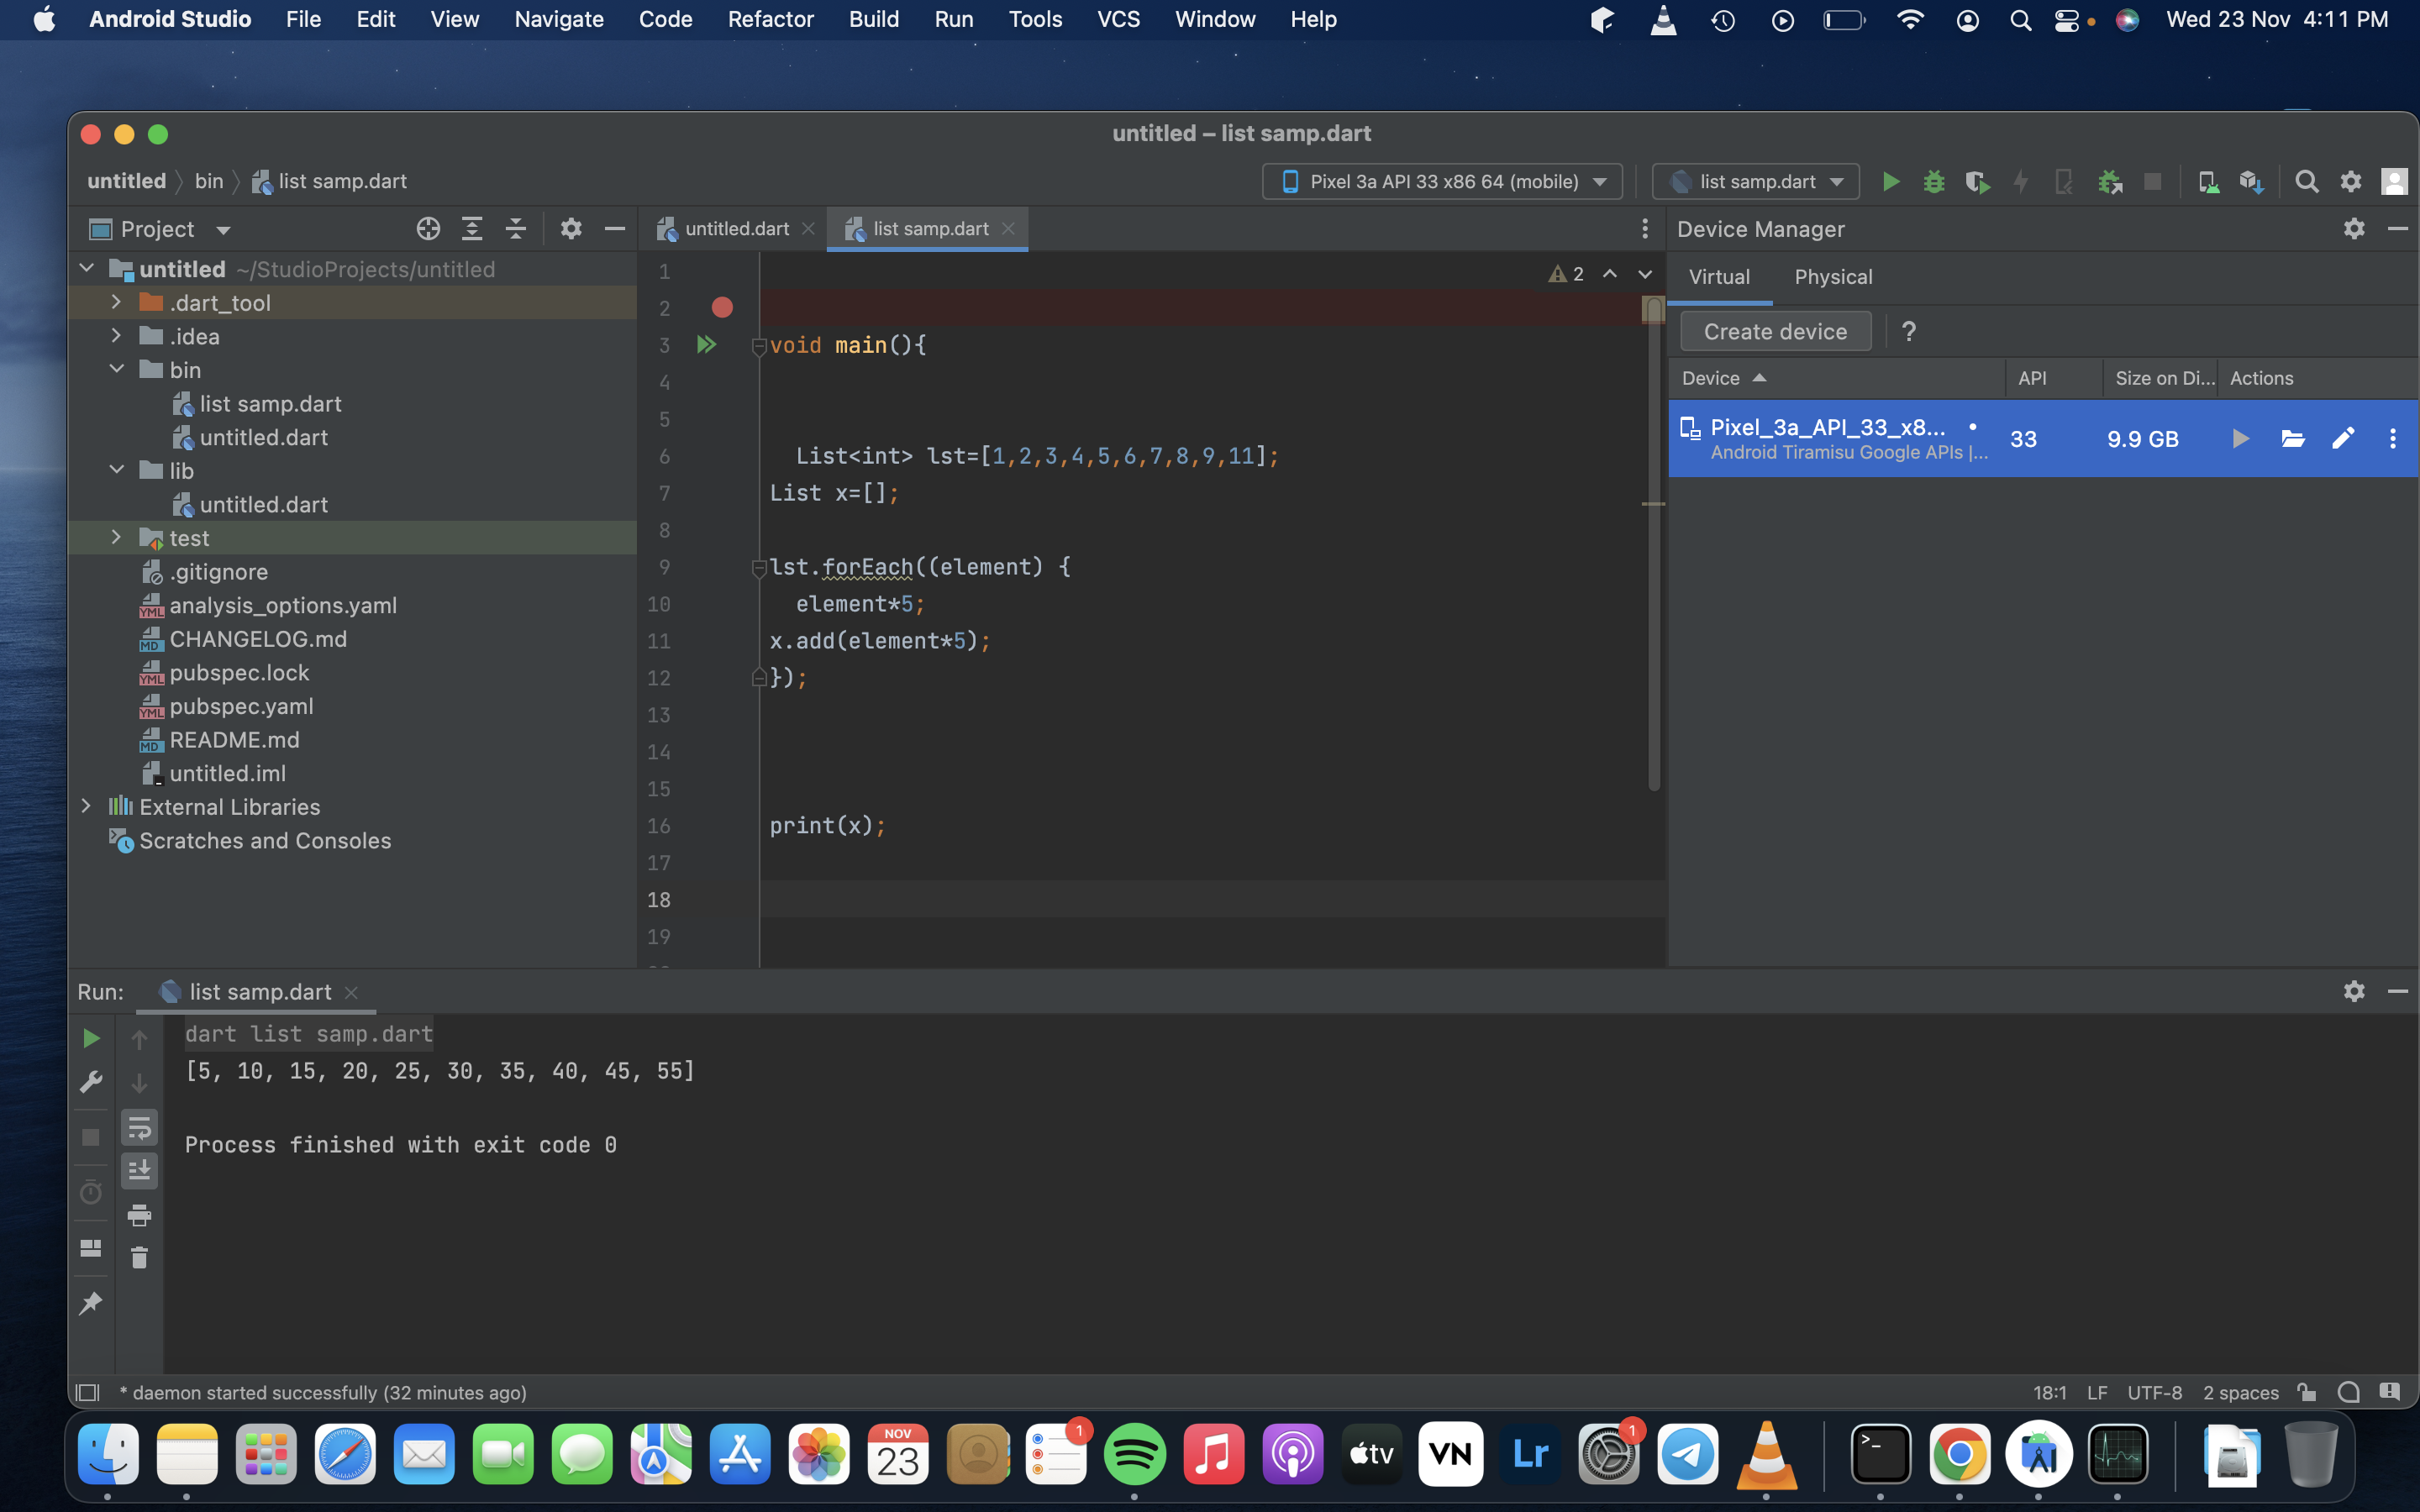 Android Studio File Edit View Navigate Code Refactor Build Run Tools VCS Window Help Wed 23 Nov 4:11 PM
untitled – list samp.dart
untitled bin list samp.dart Pixel 3a API 33 x86 64 (mobile) list samp.dart
Project untitled.dart list samp.dart Device Manager
untitled ~/StudioProjects/untitled
.dart_tool
.idea
bin
list samp.dart
untitled.dart
lib
untitled.dart
test
.gitignore
analysis_options.yaml
CHANGELOG.md
pubspec.lock
pubspec.yaml
README.md
untitled.iml
External Libraries
Scratches and Consoles
1
2
3 void main(){
4
5
6 List<int> lst=[1,2,3,4,5,6,7,8,9,11];
7 List x=[];
8
9 lst.forEach((element) {
10 element*5;
11 x.add(element*5);
12 });
13
14
15
16 print(x);
17
18
19
2
Virtual Physical
Create device ?
Device API Size on Di... Actions
Pixel_3a_API_33_x8... 33 9.9 GB
Android Tiramisu Google APIs |...
Run: list samp.dart
dart list samp.dart
[5, 10, 15, 20, 25, 30, 35, 40, 45, 55]
Process finished with exit code 0
* daemon started successfully (32 minutes ago) 18:1 LF UTF-8 2 spaces
NOV
23
1
tv
VN
Lr
1